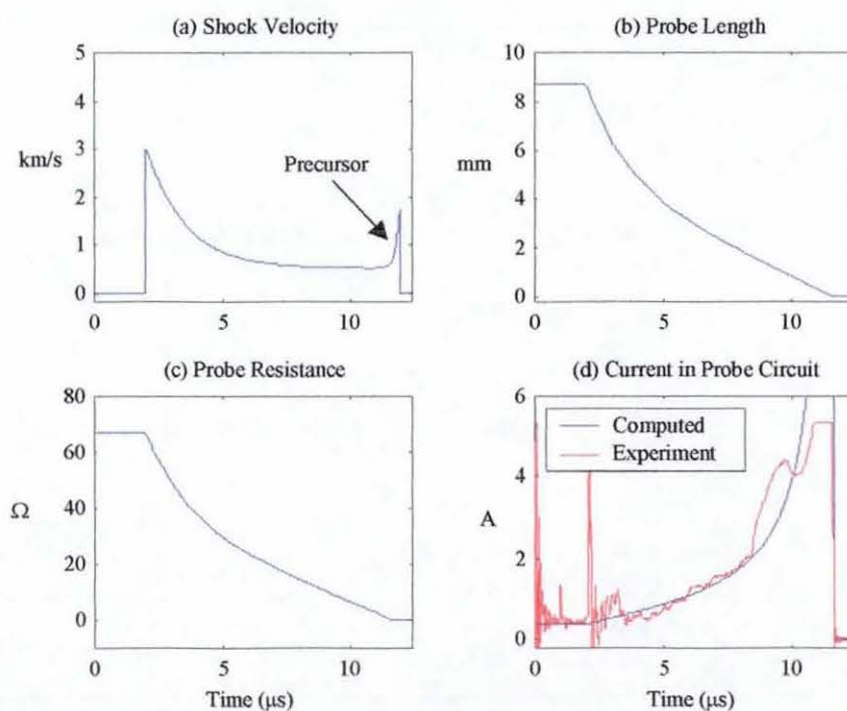 (a) Shock Velocity
5
4
3
km/s
2
1
0
Precursor
0
5
10
(b) Probe Length
10
8
6
mm
4
2
0
0
5
10
(c) Probe Resistance
80
60
40
Ω
20
0
0
5
10
Time (μs)
(d) Current in Probe Circuit
6
4
A
2
0
Computed
Experiment
0
5
10
Time (μs)